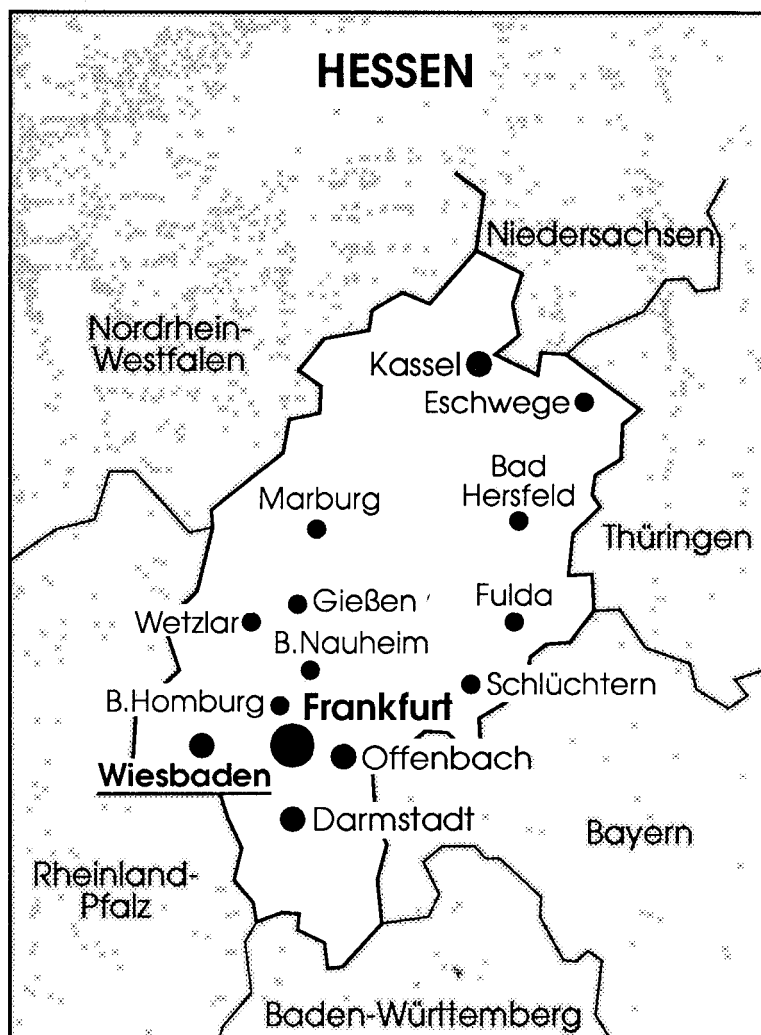 HESSEN
Niedersachsen
Nordrhein-
Westfalen
Kassel
Eschwege
Bad
Hersfeld
Marburg
Thüringen
Gießen
Fulda
Wetzlar
B.Nauheim
Schlüchtern
B.Homburg
Frankfurt
Offenbach
Wiesbaden
Darmstadt
Bayern
Rheinland-
Pfalz
Baden-Württemberg